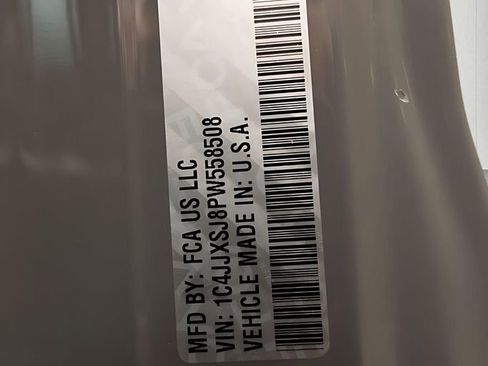 MFD BY: FCA US LLC
VIN: 1C4JJXSJ8PW558508
VEHICLE MADE IN: U.S.A.